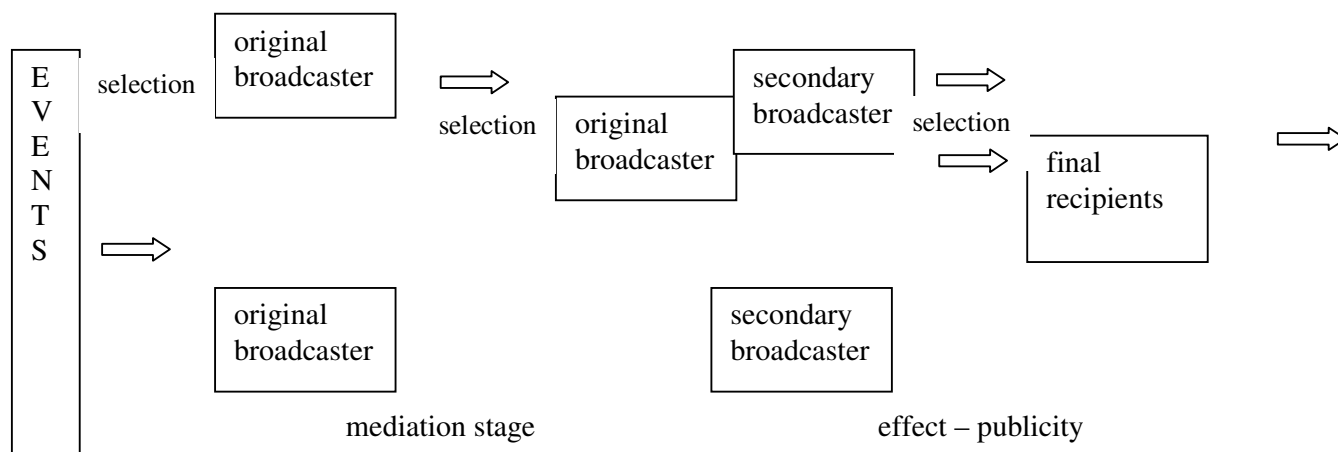 E
V
E
N
T
S
selection
original
broadcaster
selection
original
broadcaster
secondary
broadcaster
selection
final
recipients
original
broadcaster
secondary
broadcaster
mediation stage
effect – publicity